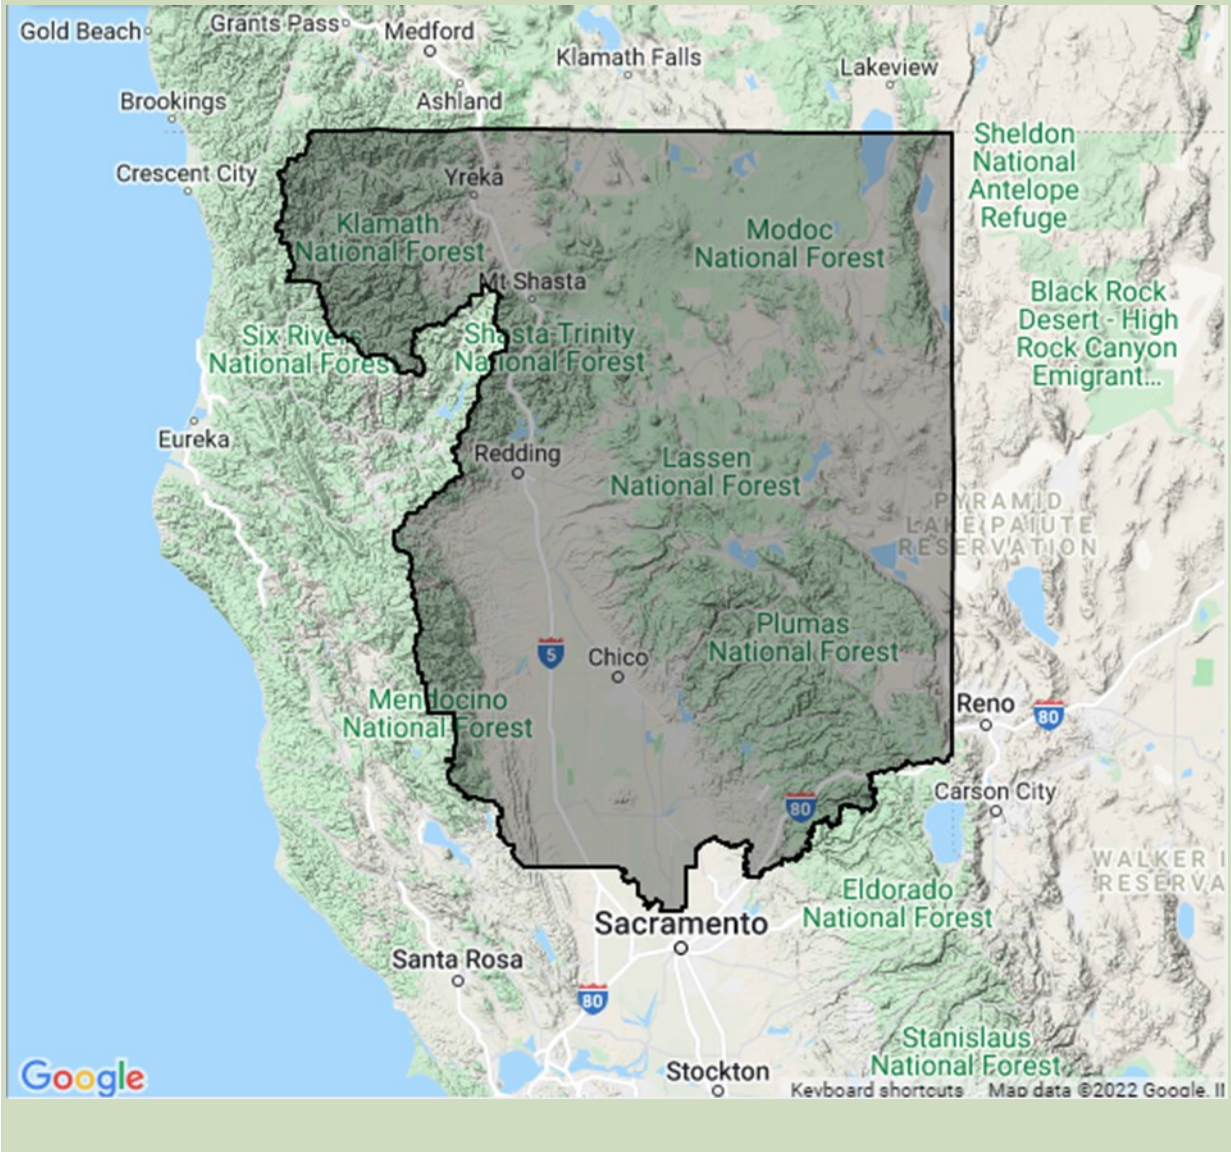 Gold Beach
Grants Pass
Medford
Klamath Falls
Lakeview
Brookings
Ashland
Sheldon
National
Antelope
Refuge
Crescent City
Yreka
Klamath
National Forest
Modoc
National Forest
Mt Shasta
Black Rock
Desert - High
Rock Canyon
Emigrant...
Six Rivers
National Forest
Shasta-Trinity
National Forest
Eureka
Redding
Lassen
National Forest
PYRAMID
LAKE PAIUTE
RESERVATION
Plumas
National Forest
5
Chico
Mendocino
National Forest
Reno
80
80
Carson City
WALKER
RESERVA
Eldorado
National Forest
Sacramento
Santa Rosa
80
Stanislaus
National Forest
Stockton
Google
Keyboard shortcuts
Map data ©2022 Google,